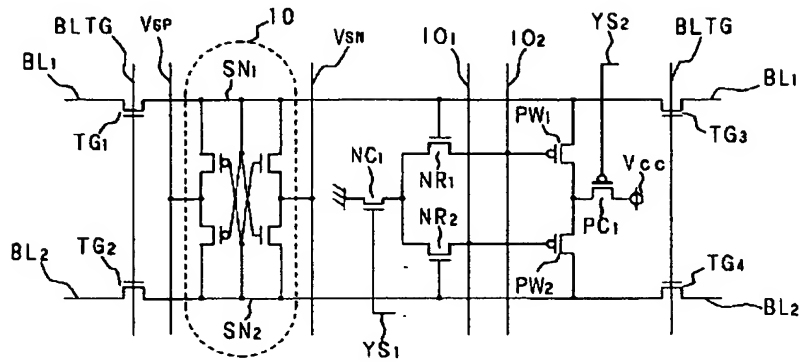 10
YS2
BLTG
VSP
VSN
IO1
IO2
BLTG
BL1
SN1
BL1
TG1
PW1
TG3
NC1
NR1
VCC
NR2
PC1
BL2
TG2
PW2
TG4
SN2
BL2
YS1